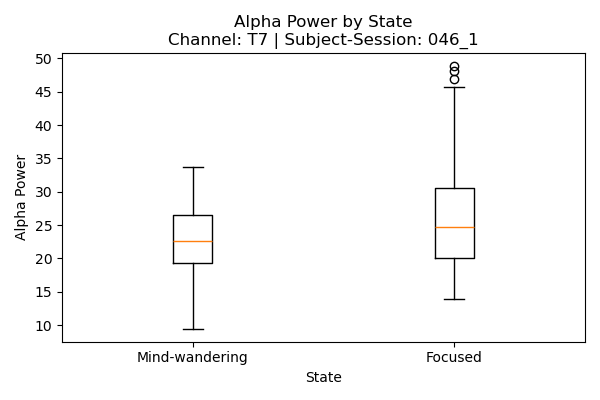 Alpha Power by State
Channel: T7 | Subject-Session: 046_1
Alpha Power
50
45
40
35
30
25
20
15
10
Mind-wandering
Focused
State